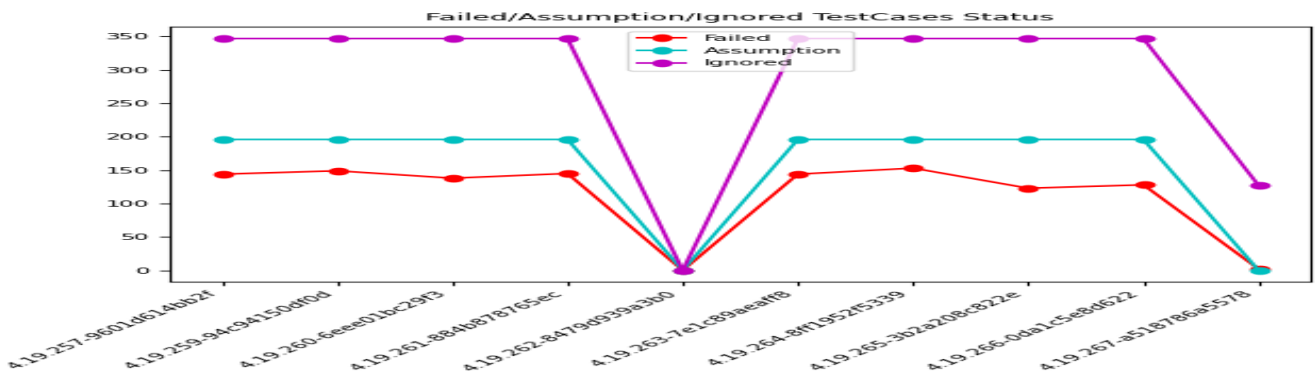 Failed/Assumption/Ignored TestCases Status
Failed
Assumption
Ignored
350
300
250
200
150
100
50
0
4.19.257-9601d614bb2f
4.19.259-94c94150df0d
4.19.260-6eee01bc29f3
4.19.261-884b878765ec
4.19.262-8479d939a3b0
4.19.263-7e1c89aeaff8
4.19.264-8ff1952f5339
4.19.265-3b2a208c822e
4.19.266-0da1c5e8d622
4.19.267-a518786a5578